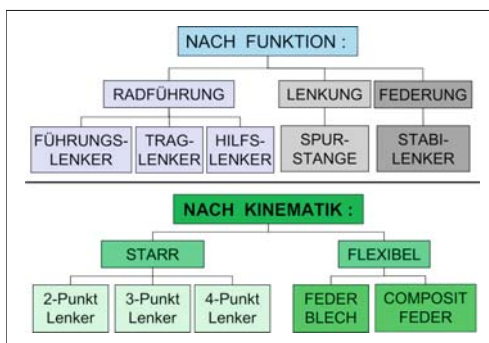 NACH FUNKTION :
RADFÜHRUNG
LENKUNG
FEDERUNG
FÜHRUNGS-
LENKER
TRAG-
LENKER
HILFS-
LENKER
SPUR-
STANGE
STABI-
LENKER
NACH KINEMATIK :
STARR
FLEXIBEL
2-Punkt
Lenker
3-Punkt
Lenker
4-Punkt
Lenker
FEDER
BLECH
COMPOSIT
FEDER